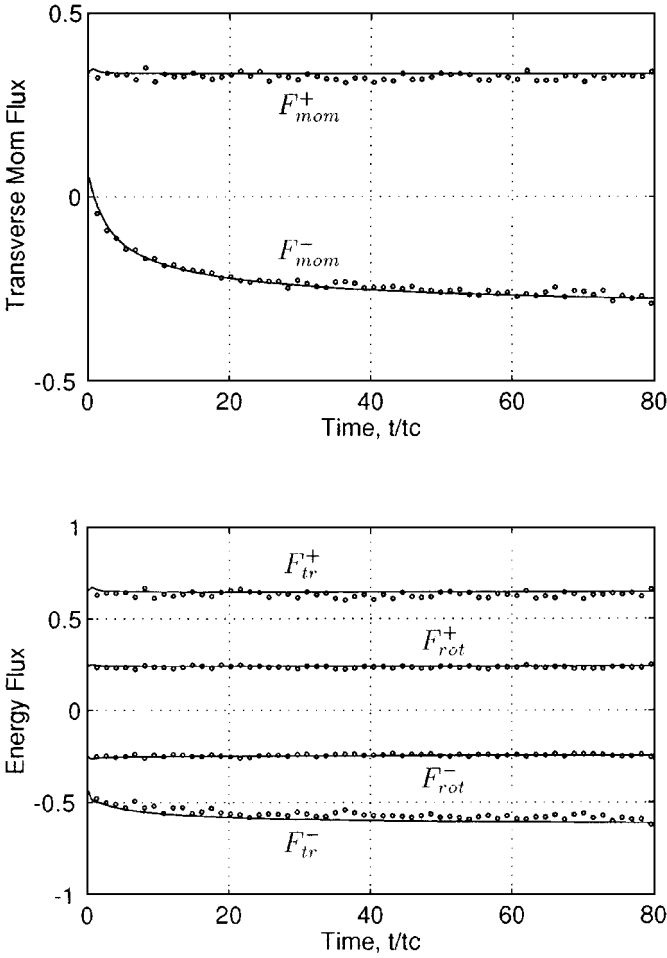 0.5
Transverse Mom Flux
F^+_{mom}
0
F^-_{mom}
-0.5
0 20 40 60 80
Time, t/tc
1
Energy Flux
F^+_{tr}
0.5
F^+_{rot}
0
F^-_{rot}
-0.5
F^-_{tr}
-1
0 20 40 60 80
Time, t/tc